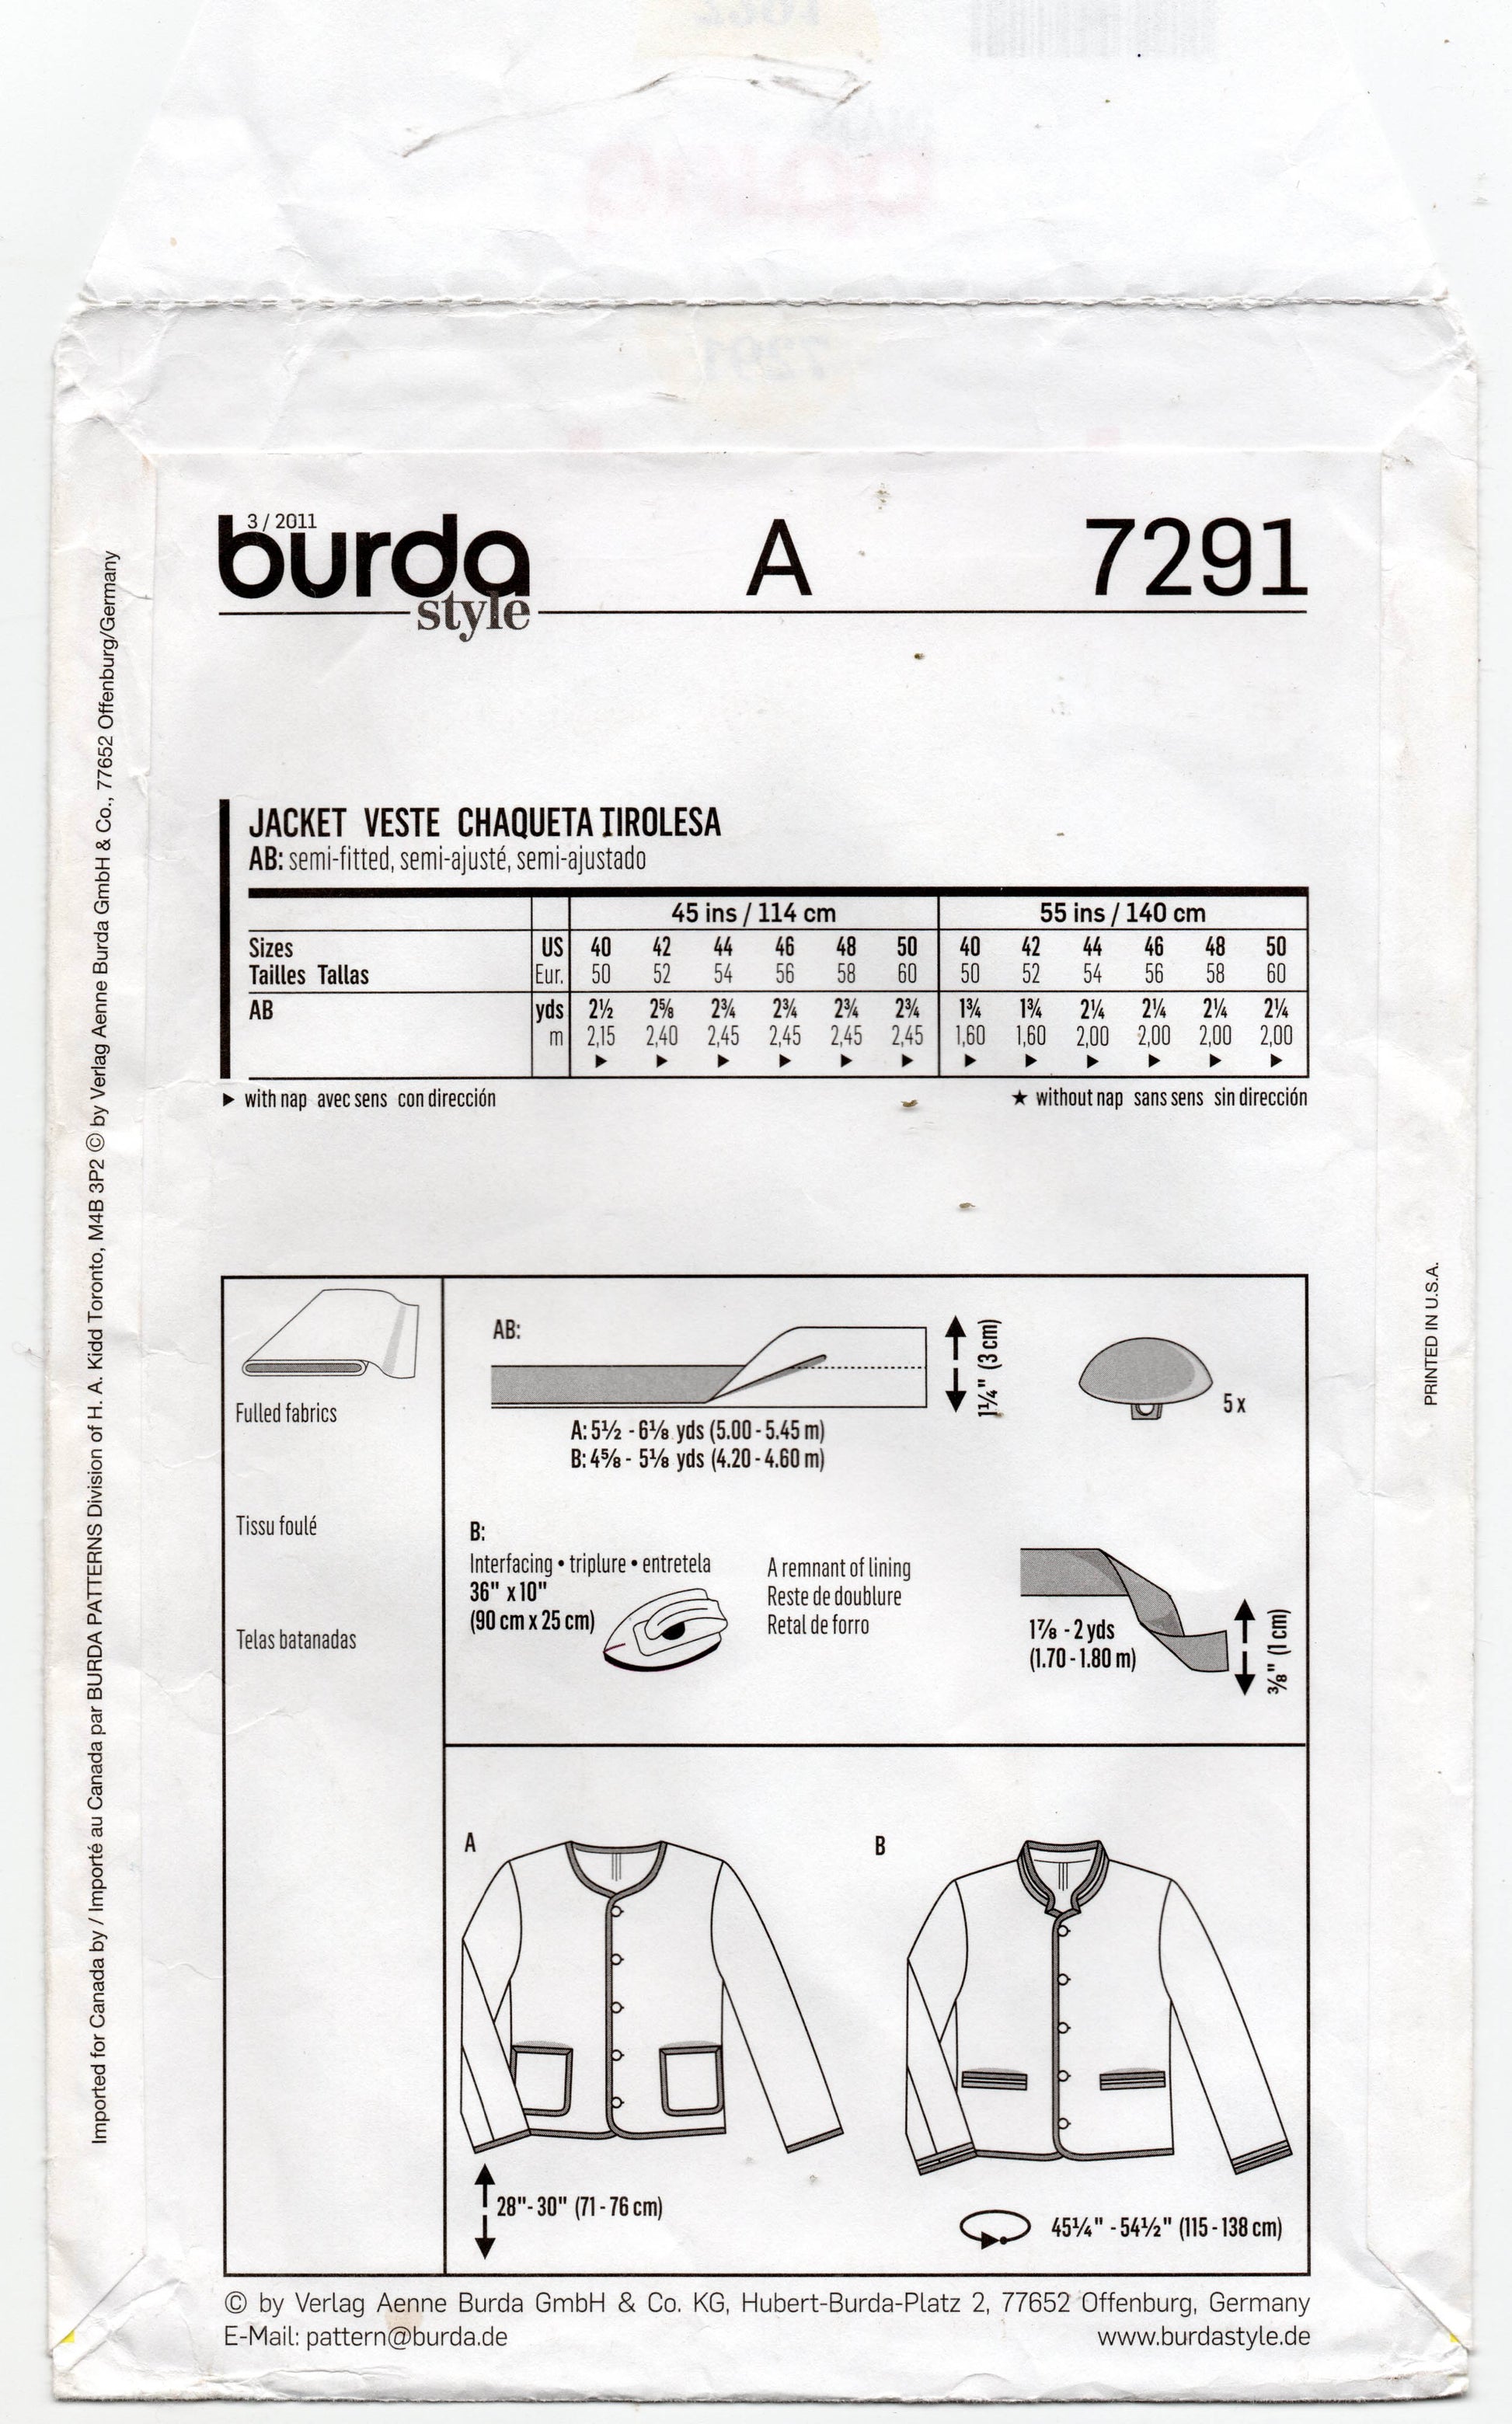 3 / 2011
burda
style
A
7291
JACKET VESTE CHAQUETA TIROLESA
AB: semi-fitted, semi-ajusté, semi-ajustado
45 ins / 114 cm 55 ins / 140 cm
Sizes US 40 42 44 46 48 50 40 42 44 46 48 50
Tailles Tallas Eur. 50 52 54 56 58 60 50 52 54 56 58 60
AB yds 2½ 2⅝ 2¾ 2¾ 2¾ 2¾ 1¾ 1¾ 2¼ 2¼ 2¼ 2¼
m 2,15 2,40 2,45 2,45 2,45 2,45 1,60 1,60 2,00 2,00 2,00 2,00
▶ ▶ ▶ ▶ ▶ ▶ ▶ ▶ ▶ ▶ ▶ ▶
▶ with nap avec sens con dirección ★ without nap sans sens sin dirección
Fulled fabrics
Tissu foulé
Telas batanadas
AB:
1¼" (3 cm)
A: 5½ - 6⅛ yds (5.00 - 5.45 m)
B: 4⅝ - 5⅛ yds (4.20 - 4.60 m)
5 x
B:
Interfacing • triplure • entretela
36" x 10"
(90 cm x 25 cm)
A remnant of lining
Reste de doublure
Retal de forro
1⅞ - 2 yds
(1.70 - 1.80 m)
⅜" (1 cm)
A
B
28"- 30" (71 - 76 cm)
45¼" - 54½" (115 - 138 cm)
© by Verlag Aenne Burda GmbH & Co. KG, Hubert-Burda-Platz 2, 77652 Offenburg, Germany
E-Mail: pattern@burda.de www.burdastyle.de
Imported for Canada by / Importé au Canada par BURDA PATTERNS Division of H. A. Kidd Toronto, M4B 3P2 © by Verlag Aenne Burda GmbH & Co., 77652 Offenburg/Germany
PRINTED IN U.S.A.